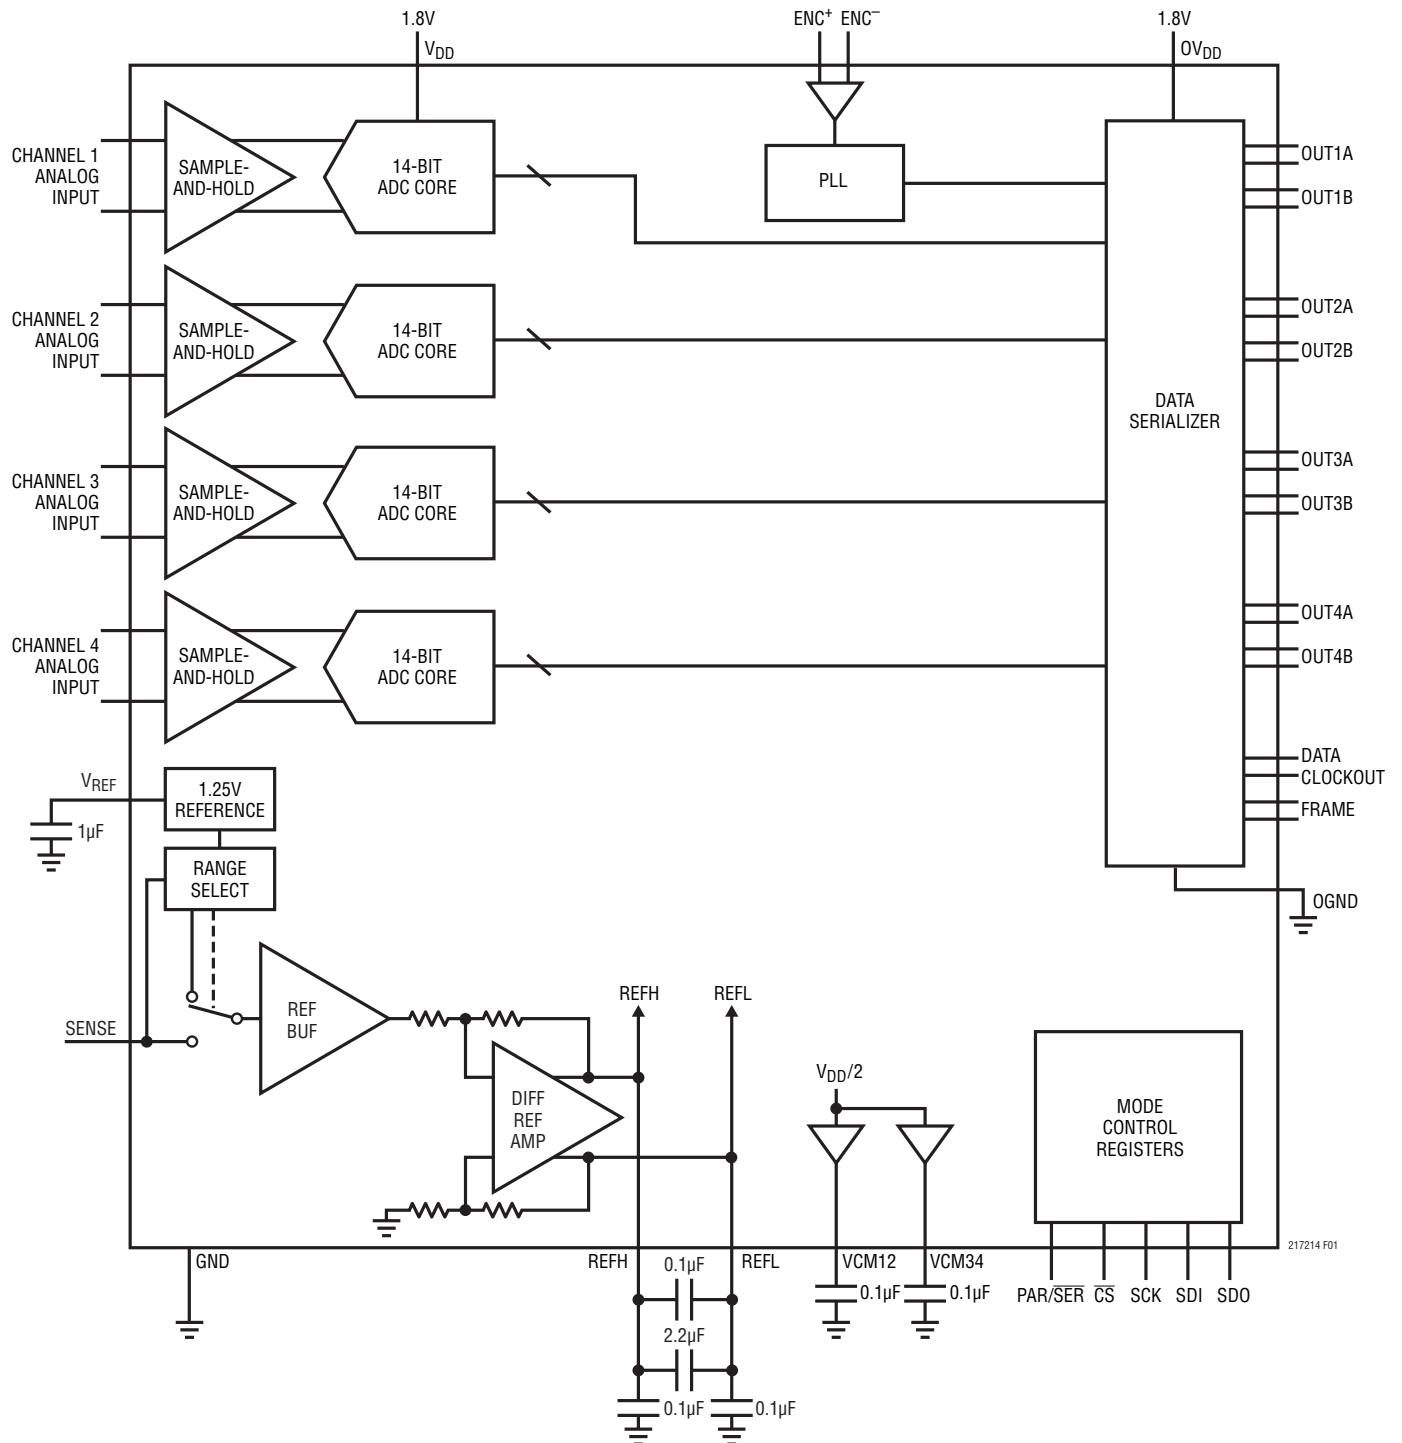 1.8V
ENC+ ENC−
1.8V
VDD
OVDD
CHANNEL 1
ANALOG
INPUT
SAMPLE-
AND-HOLD
14-BIT
ADC CORE
PLL
OUT1A
OUT1B
CHANNEL 2
ANALOG
INPUT
SAMPLE-
AND-HOLD
14-BIT
ADC CORE
OUT2A
OUT2B
DATA
SERIALIZER
CHANNEL 3
ANALOG
INPUT
SAMPLE-
AND-HOLD
14-BIT
ADC CORE
OUT3A
OUT3B
CHANNEL 4
ANALOG
INPUT
SAMPLE-
AND-HOLD
14-BIT
ADC CORE
OUT4A
OUT4B
DATA
CLOCKOUT
FRAME
VREF
1µF
1.25V
REFERENCE
RANGE
SELECT
OGND
SENSE
REF
BUF
REFH
REFL
DIFF
REF
AMP
VDD/2
MODE
CONTROL
REGISTERS
217214 F01
GND
REFH
0.1µF
REFL
VCM12
VCM34
0.1µF
0.1µF
PAR/S̅E̅R̅
C̅S̅
SCK
SDI
SDO
2.2µF
0.1µF
0.1µF